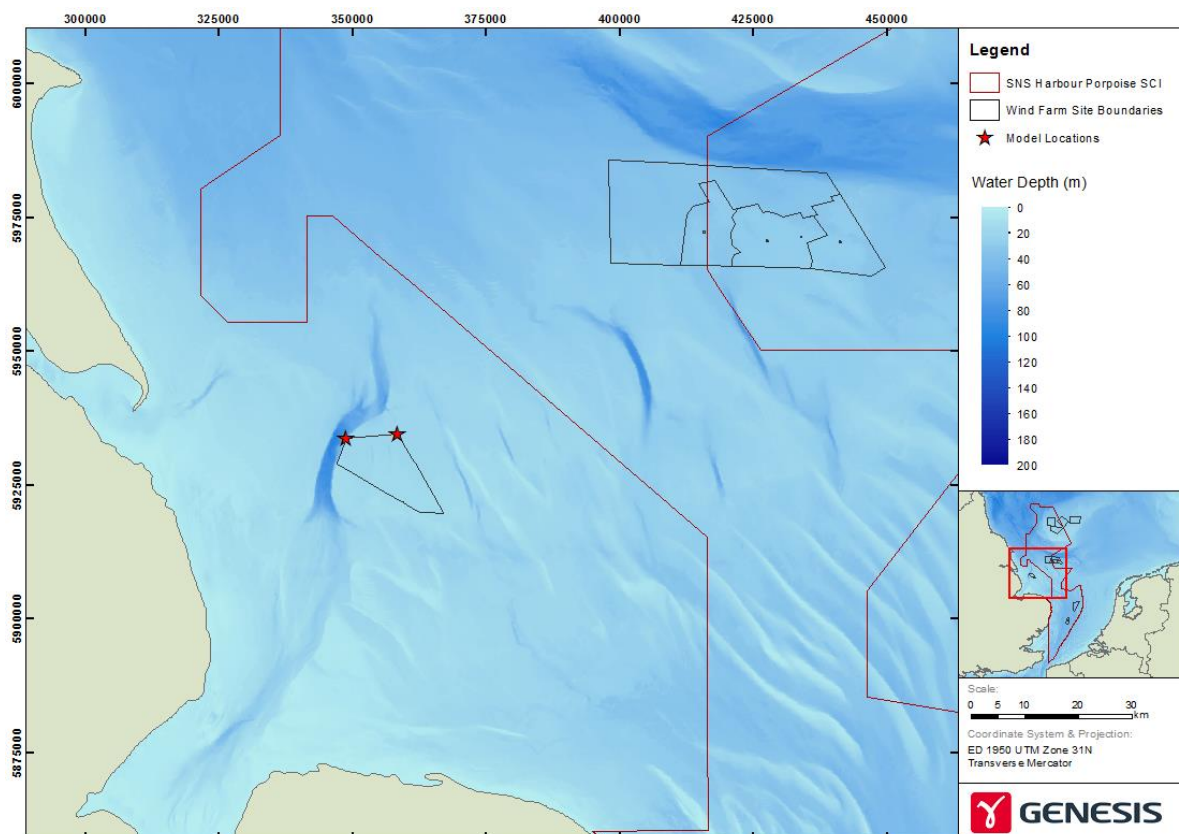 300000 325000 350000 375000 400000 425000 450000
6000000
5975000
5950000
5925000
5900000
5875000
Legend
SNS Harbour Porpoise SCI
Wind Farm Site Boundaries
Model Locations
Water Depth (m)
0
20
40
60
80
100
120
140
160
180
200
Scale:
0 5 10 20 30
km
Coordinate System & Projection:
ED 1950 UTM Zone 31N
Transverse Mercator
GENESIS